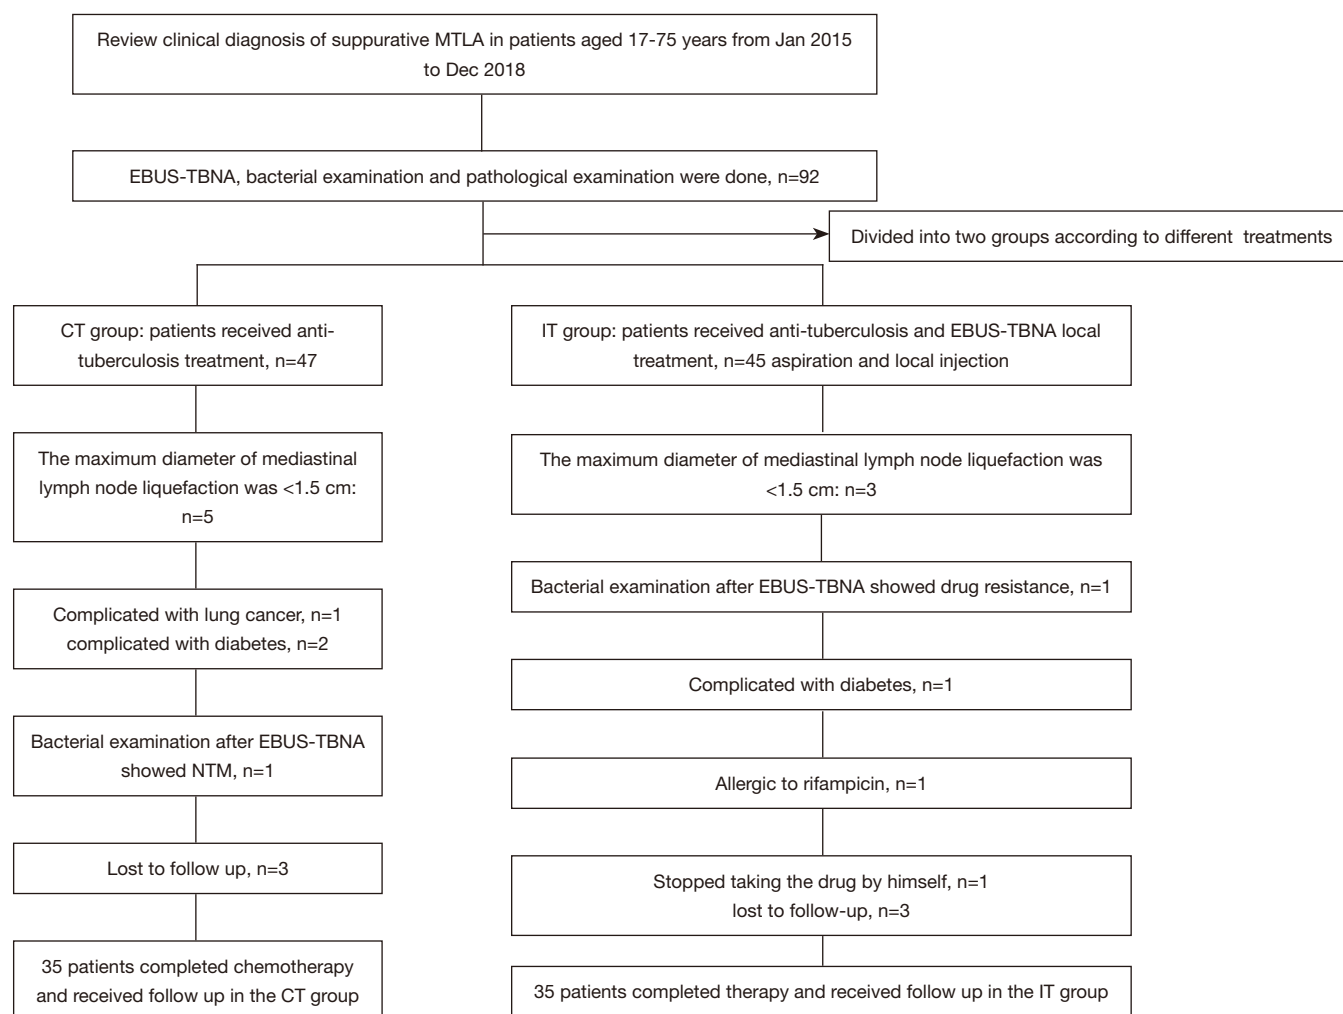 Review clinical diagnosis of suppurative MTLA in patients aged 17-75 years from Jan 2015
to Dec 2018
EBUS-TBNA, bacterial examination and pathological examination were done, n=92
Divided into two groups according to different treatments
CT group: patients received anti-
tuberculosis treatment, n=47
The maximum diameter of mediastinal
lymph node liquefaction was <1.5 cm:
n=5
Complicated with lung cancer, n=1
complicated with diabetes, n=2
Bacterial examination after EBUS-TBNA
showed NTM, n=1
Lost to follow up, n=3
35 patients completed chemotherapy
and received follow up in the CT group
IT group: patients received anti-tuberculosis and EBUS-TBNA local
treatment, n=45 aspiration and local injection
The maximum diameter of mediastinal lymph node liquefaction was
<1.5 cm: n=3
Bacterial examination after EBUS-TBNA showed drug resistance, n=1
Complicated with diabetes, n=1
Allergic to rifampicin, n=1
Stopped taking the drug by himself, n=1
lost to follow-up, n=3
35 patients completed therapy and received follow up in the IT group